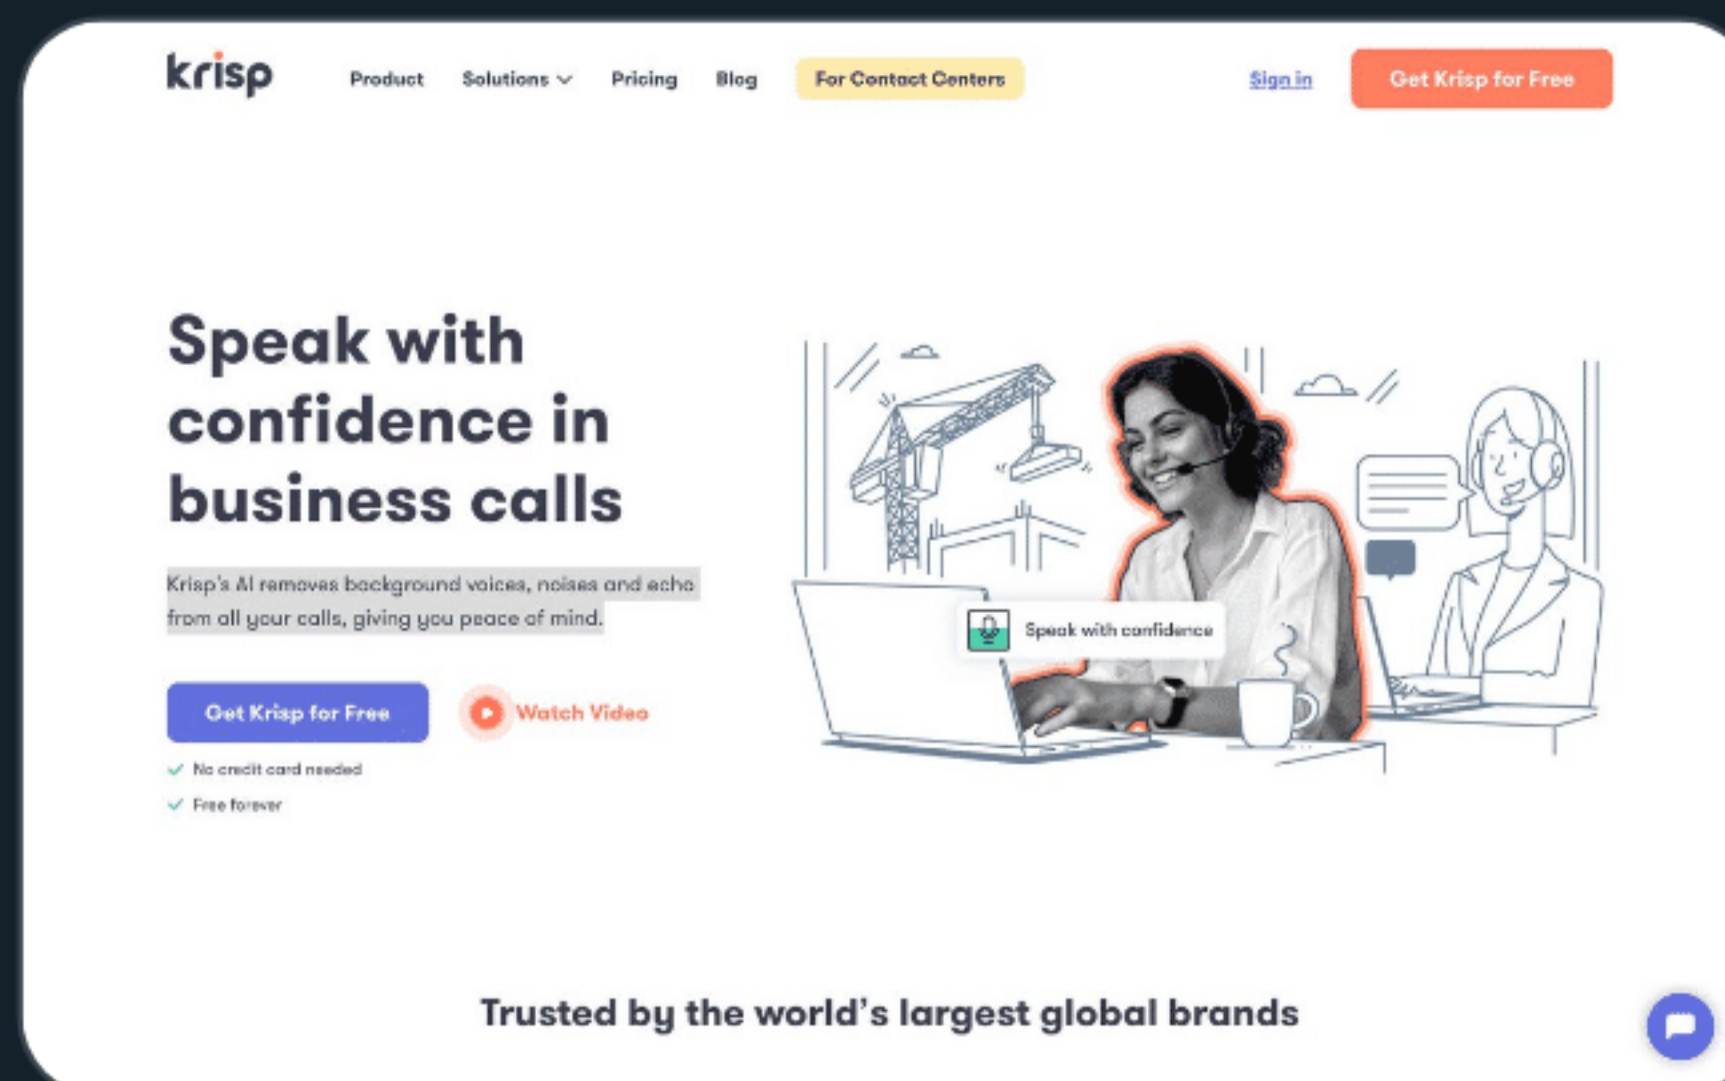 krisp
Product
Solutions
Pricing
Blog
For Contact Centers
Sign in
Get Krisp for Free
Speak with
confidence in
business calls
Krisp's AI removes background voices, noises and echo
from all your calls, giving you peace of mind.
Get Krisp for Free
Watch Video
No credit card needed
Free forever
Speak with confidence
Trusted by the world's largest global brands